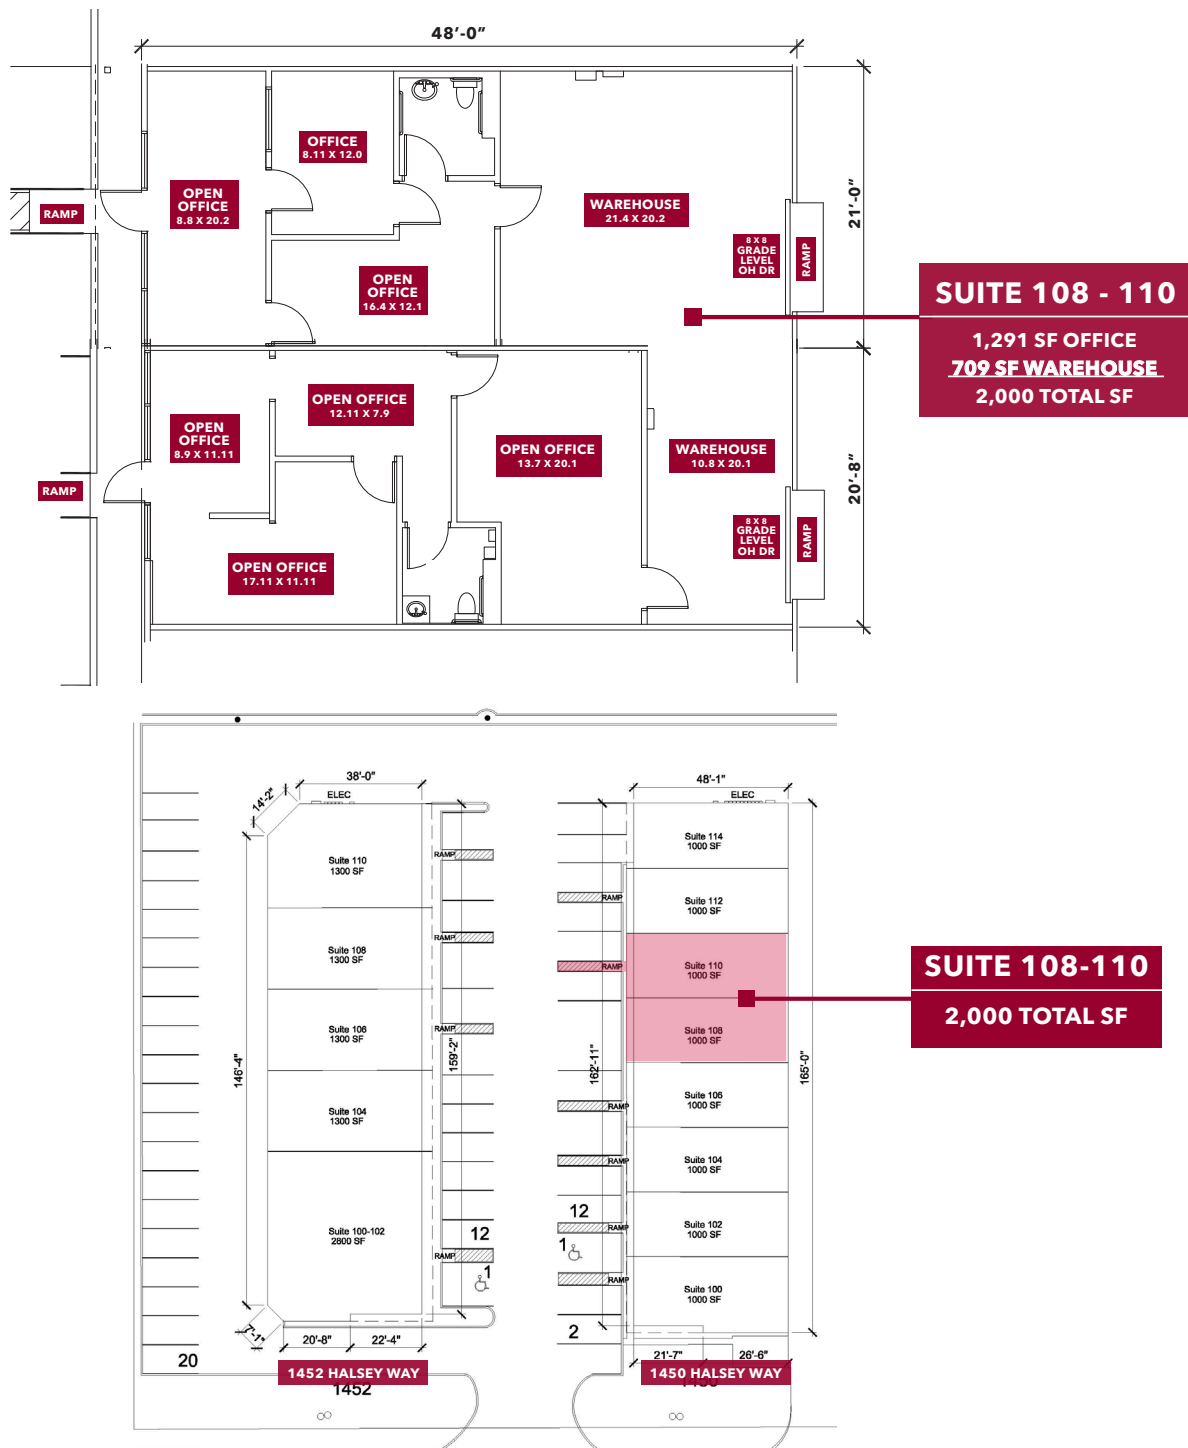 48'-0"
OFFICE
8.11 X 12.0
OPEN
OFFICE
8.8 X 20.2
RAMP
WAREHOUSE
21.4 X 20.2
21'-0"
8 X 8
GRADE
LEVEL
OH DR
RAMP
OPEN
OFFICE
16.4 X 12.1
SUITE 108 - 110
1,291 SF OFFICE
709 SF WAREHOUSE
2,000 TOTAL SF
OPEN OFFICE
12.11 X 7.9
OPEN
OFFICE
8.9 X 11.11
OPEN OFFICE
13.7 X 20.1
WAREHOUSE
10.8 X 20.1
20'-8"
RAMP
8 X 8
GRADE
LEVEL
OH DR
RAMP
OPEN OFFICE
17.11 X 11.11
38'-0"
ELEC
14'-2"
Suite 110
1300 SF
RAMP
Suite 108
1300 SF
RAMP
Suite 106
1300 SF
RAMP
146'-4"
159'-2"
Suite 104
1300 SF
Suite 100-102
2800 SF
12
RAMP
1
7'-1"
20'-8"
22'-4"
20
1452 HALSEY WAY
1452
48'-1"
ELEC
Suite 114
1000 SF
Suite 112
1000 SF
RAMP
Suite 110
1000 SF
RAMP
Suite 108
1000 SF
162'-11"
165'-0"
Suite 106
1000 SF
RAMP
Suite 104
1000 SF
RAMP
Suite 102
1000 SF
12
RAMP
1
Suite 100
1000 SF
RAMP
2
21'-7"
26'-6"
1450 HALSEY WAY
SUITE 108-110
2,000 TOTAL SF